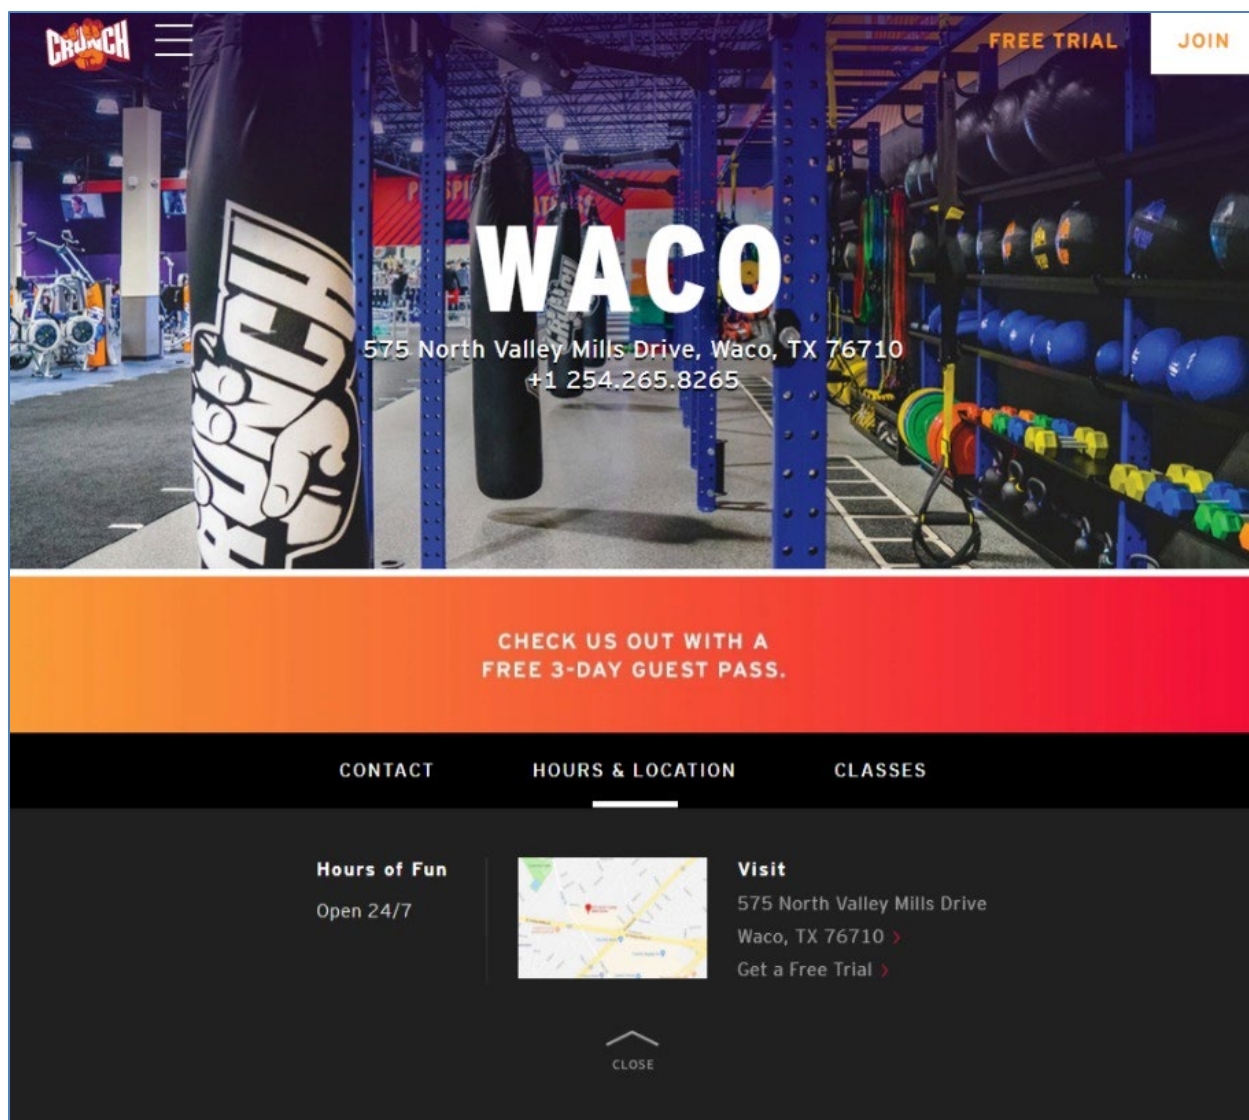 CRUNCH
FREE TRIAL
JOIN
CRUNCH
WACO
575 North Valley Mills Drive, Waco, TX 76710
+1 254.265.8265
CHECK US OUT WITH A
FREE 3-DAY GUEST PASS.
CONTACT
HOURS & LOCATION
CLASSES
Hours of Fun
Open 24/7
Visit
575 North Valley Mills Drive
Waco, TX 76710 >
Get a Free Trial >
CLOSE